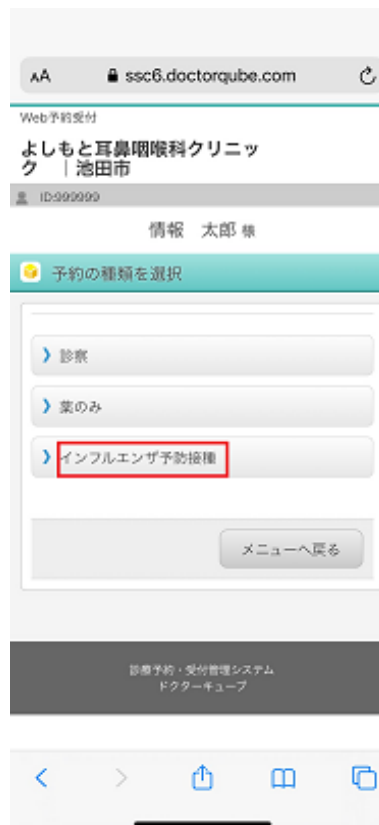 AA ssc6.doctorqube.com
Web予約受付
よしもと耳鼻咽喉科クリニッ
ク ｜池田市
ID:999999
情報 太郎 様
予約の種類を選択
診察
薬のみ
インフルエンザ予防接種
メニューへ戻る
診療予約・受付管理システム
ドクターキューブ